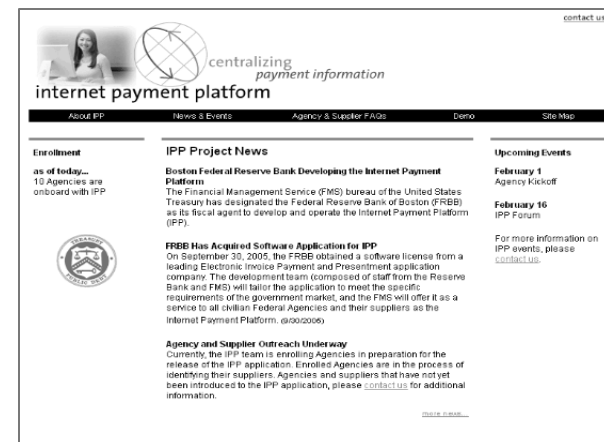 contact us
centralizing
payment information
internet payment platform
About IPP
News & Events
Agency & Supplier FAQs
Demo
Site Map
Enrollment
as of today...
10 Agencies are
onboard with IPP
IPP Project News
Boston Federal Reserve Bank Developing the Internet Payment
Platform
The Financial Management Service (FMS) bureau of the United States
Treasury has designated the Federal Reserve Bank of Boston (FRBB)
as its fiscal agent to develop and operate the Internet Payment Platform
(IPP).
FRBB Has Acquired Software Application for IPP
On September 30, 2005, the FRBB obtained a software license from a
leading Electronic Invoice Payment and Presentment application
company. The development team (composed of staff from the Reserve
Bank and FMS) will tailor the application to meet the specific
requirements of the government market, and the FMS will offer it as a
service to all civilian Federal Agencies and their suppliers as the
Internet Payment Platform. (9/30/2005)
Agency and Supplier
Outreach Underway
Currently, the IPP team is enrolling Agencies in preparation for the
release of the IPP application. Enrolled Agencies are in the process of
identifying their suppliers. Agencies and suppliers that have not yet
been introduced to the IPP application, please contact us for additional
information.
more news...
Upcoming Events
February 1
Agency Kickoff
February 16
IPP Forum
For more information on
IPP events, please
contact us.